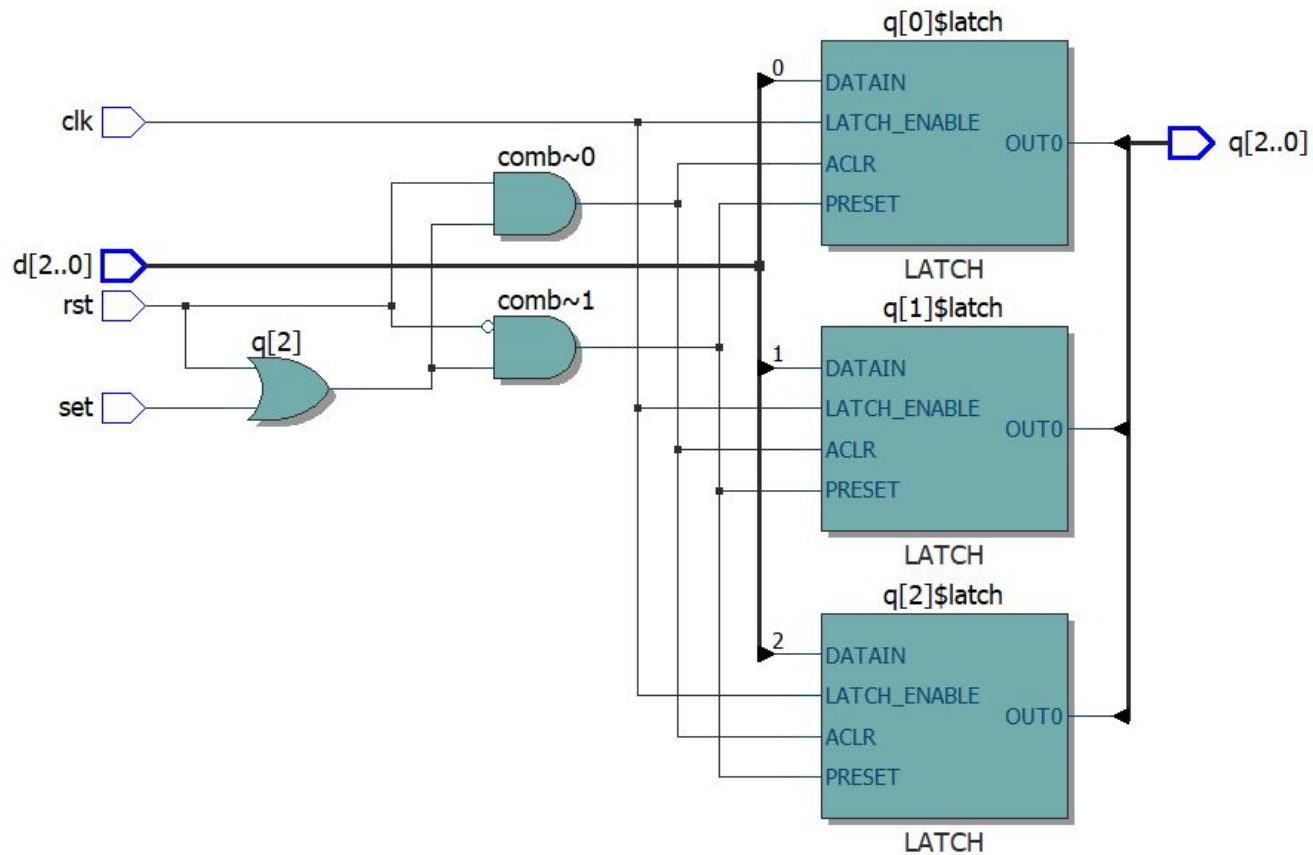 q[0]$latch
0
DATAIN
clk
LATCH_ENABLE
OUT0
q[2..0]
comb~0
ACLR
PRESET
d[2..0]
LATCH
rst
comb~1
q[1]$latch
q[2]
1
DATAIN
set
LATCH_ENABLE
OUT0
ACLR
PRESET
LATCH
q[2]$latch
2
DATAIN
LATCH_ENABLE
OUT0
ACLR
PRESET
LATCH